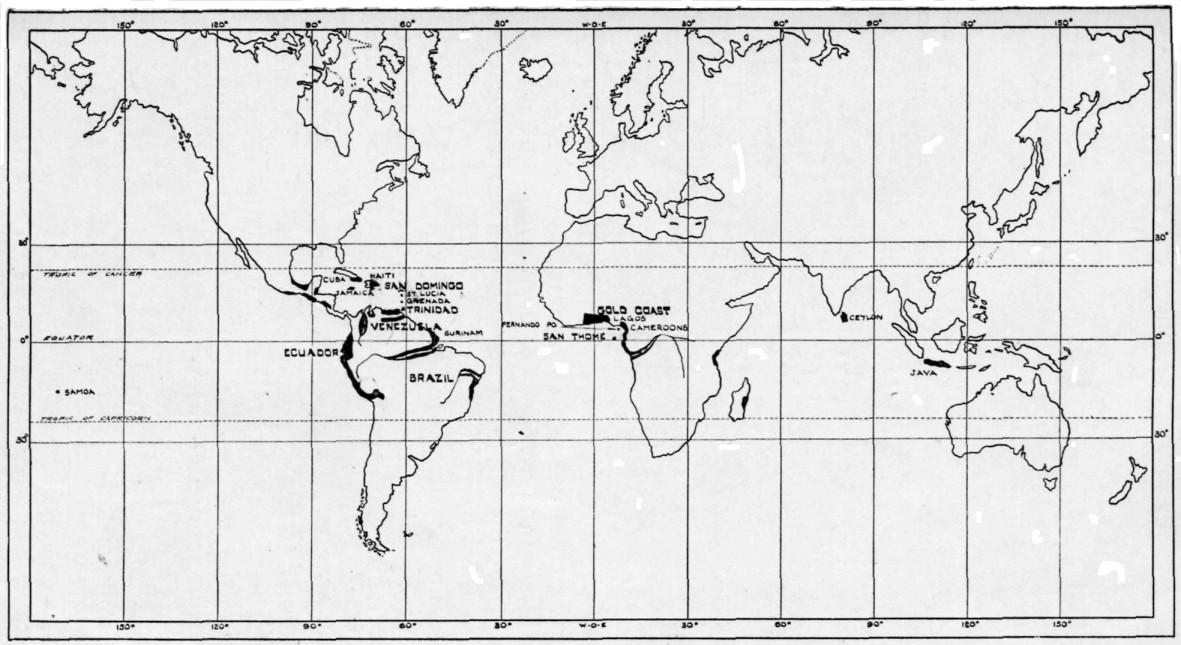 150° 120° 90° 60° 30° W-O-E 30° 60° 90° 120° 150°
30° 30°
TROPIC OF CANCER
CUBA HAITI
SAN DOMINGO
JAMAICA ST. LUCIA
GRENADA
TRINIDAD
GOLD COAST
LAGOS
CEYLON
VENEZUELA
FERNANDO PO CAMEROONS
SURINAM
SAN THOME
0° EQUATOR 0°
ECUADOR
JAVA
BRAZIL
SAMOA
TROPIC OF CAPRICORN
30° 30°
150° 120° 90° 60° 30° W-O-E 30° 60° 90° 120° 150°